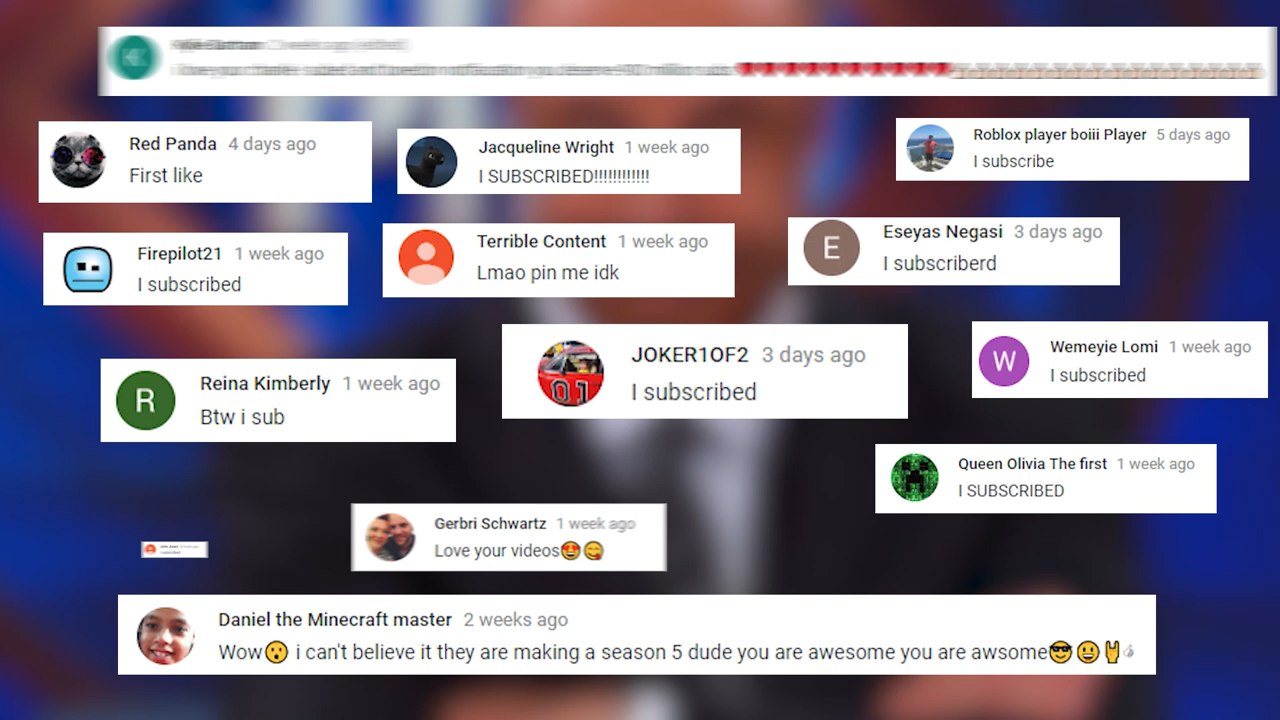 Red Panda 4 days ago
First like
Jacqueline Wright 1 week ago
I SUBSCRIBED!!!!!!!!!!!!
Roblox player boiii Player 5 days ago
I subscribe
Firepilot21 1 week ago
I subscribed
Terrible Content 1 week ago
Lmao pin me idk
Eseyas Negasi 3 days ago
I subscriberd
JOKER1OF2 3 days ago
I subscribed
Wemeyie Lomi 1 week ago
I subscribed
Reina Kimberly 1 week ago
Btw i sub
Queen Olivia The first 1 week ago
I SUBSCRIBED
Gerbri Schwartz 1 week ago
Love your videos😍😋
Daniel the Minecraft master 2 weeks ago
Wow😮 i can't believe it they are making a season 5 dude you are awesome you are awsome😎😃🤘